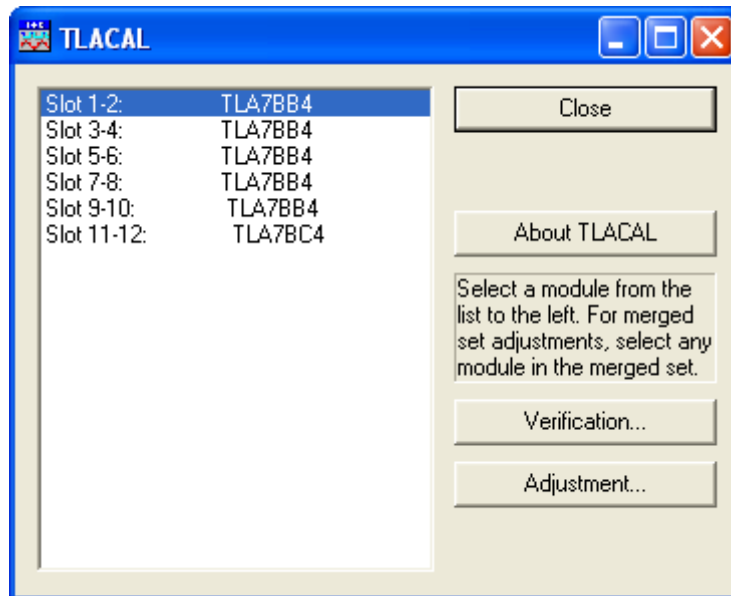 TLACAL
Slot 1-2: TLA7BB4
Slot 3-4: TLA7BB4
Slot 5-6: TLA7BB4
Slot 7-8: TLA7BB4
Slot 9-10: TLA7BB4
Slot 11-12: TLA7BC4
Close
About TLACAL
Select a module from the
list to the left. For merged
set adjustments, select any
module in the merged set.
Verification...
Adjustment...